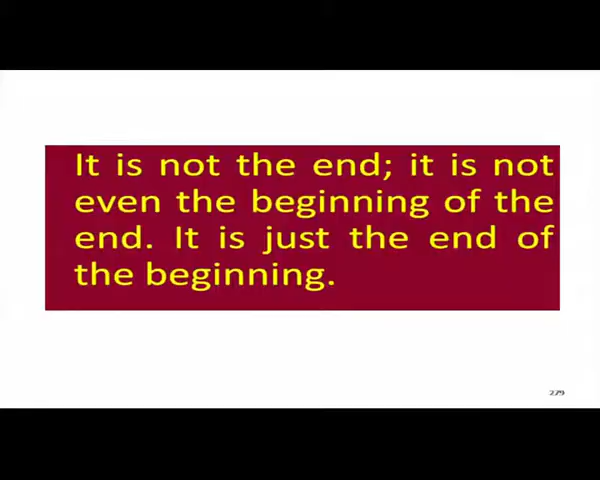 It is not the end; it is not
even the beginning of the
end. It is just the end of
the beginning.
279